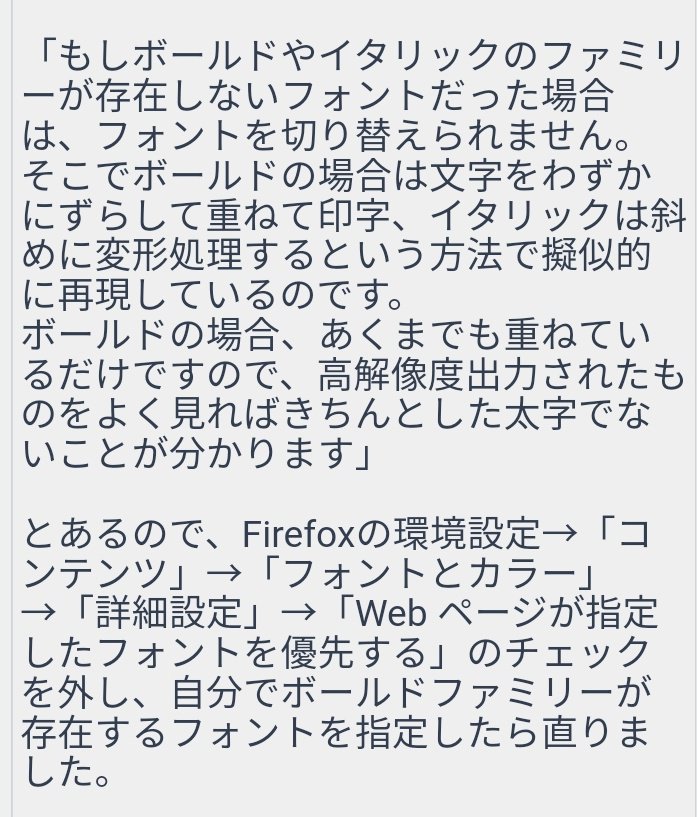 「もしボールドやイタリックのファミリ
ーが存在しないフォントだった場合
は、フォントを切り替えられません。
そこでボールドの場合は文字をわずか
にずらして重ねて印字、イタリックは斜
めに変形処理するという方法で擬似的
に再現しているのです。
ボールドの場合、あくまでも重ねてい
るだけですので、高解像度出力されたも
のをよく見ればきちんとした太字でな
いことが分かります」
とあるので、Firefoxの環境設定→「コ
ンテンツ」→「フォントとカラー」
→「詳細設定」→「Web ページが指定
したフォントを優先する」のチェック
を外し、自分でボールドファミリーが
存在するフォントを指定したら直りま
した。